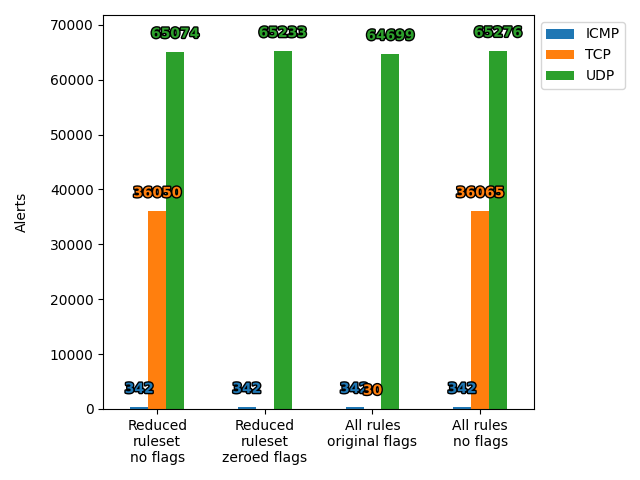 70000
60000
50000
40000
30000
20000
10000
0
Alerts
65074
65233
64699
65276
36050
36065
342
342
342
30
342
Reduced
ruleset
no flags
Reduced
ruleset
zeroed flags
All rules
original flags
All rules
no flags
ICMP
TCP
UDP